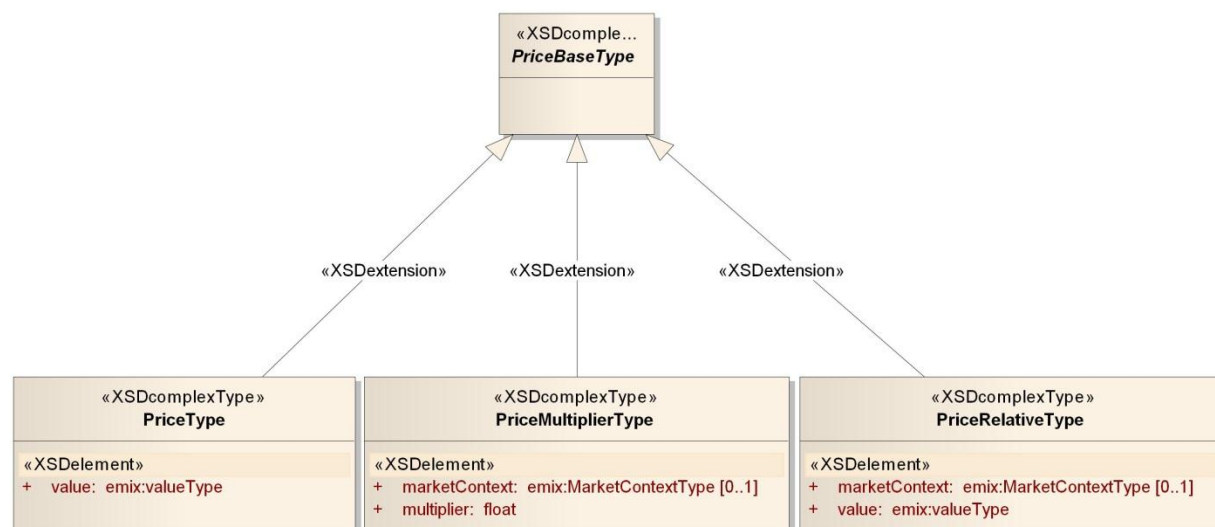 «XSDcomple...
PriceBaseType
«XSDextension» «XSDextension» «XSDextension»
«XSDcomplexType»
PriceType
«XSDelement»
+ value: emix:valueType
«XSDcomplexType»
PriceMultiplierType
«XSDelement»
+ marketContext: emix:MarketContextType [0..1]
+ multiplier: float
«XSDcomplexType»
PriceRelativeType
«XSDelement»
+ marketContext: emix:MarketContextType [0..1]
+ value: emix:valueType